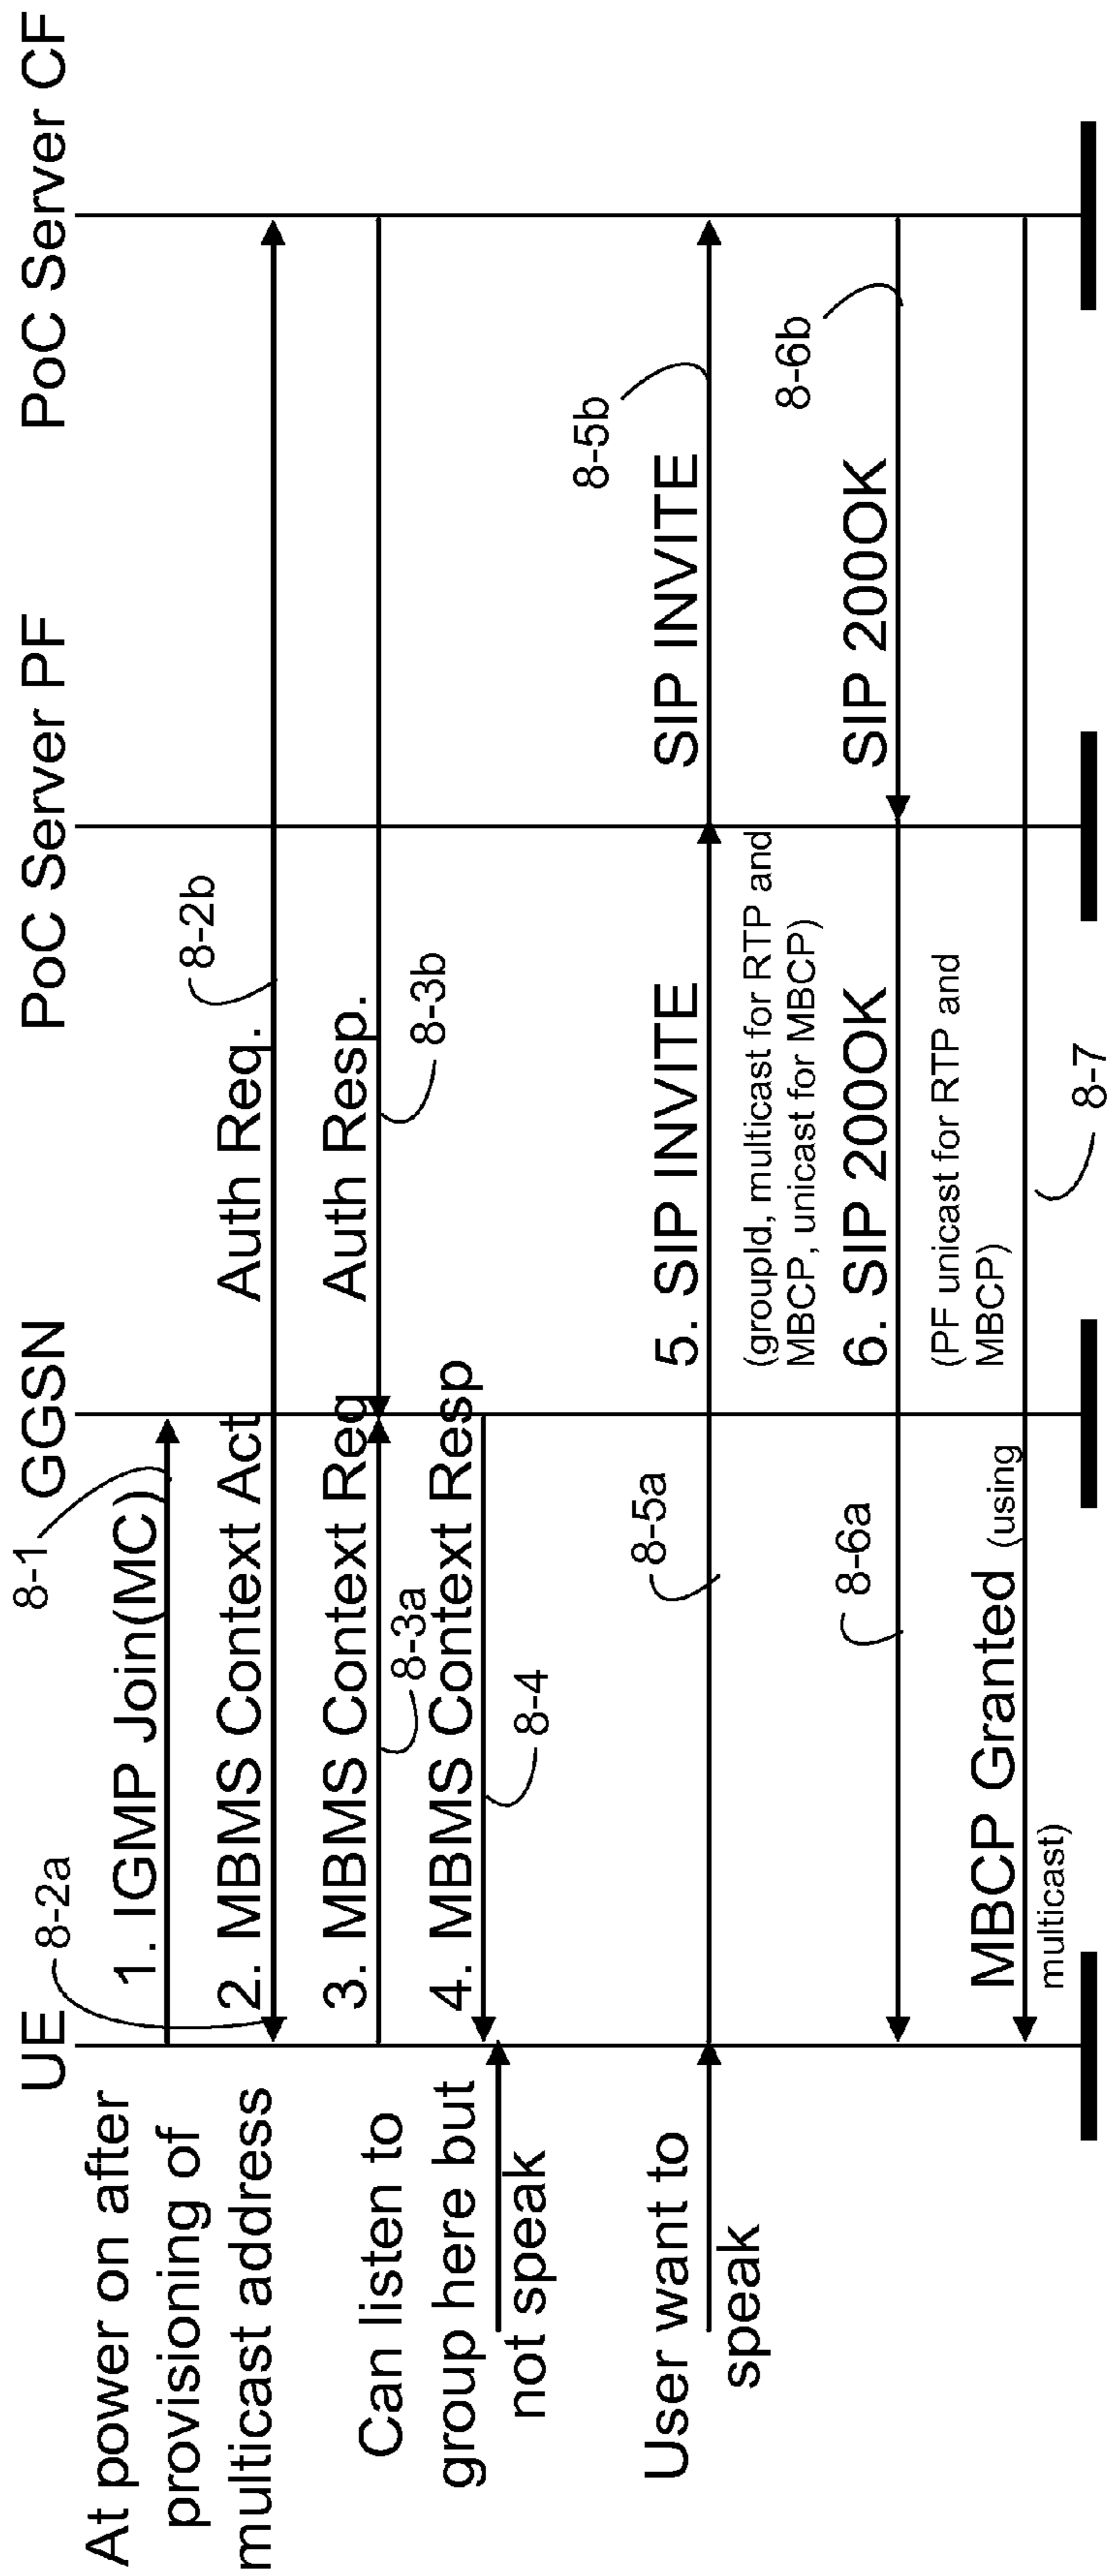 UE
GGSN
PoC Server PF
PoC Server CF
At power on after
provisioning of
multicast address
8-2a
8-1
1. IGMP Join(MC)
2. MBMS Context Act
Auth Req.
8-2b
3. MBMS Context Req
Auth Resp.
8-3a
8-3b
Can listen to
group here but
not speak
4. MBMS Context Resp
8-4
User want to
speak
8-5a
5. SIP INVITE
SIP INVITE
8-5b
(groupId, multicast for RTP and
MBCP, unicast for MBCP)
8-6a
6. SIP 200OK
SIP 200OK
8-6b
(PF unicast for RTP and
MBCP)
MBCP Granted (using
multicast)
8-7